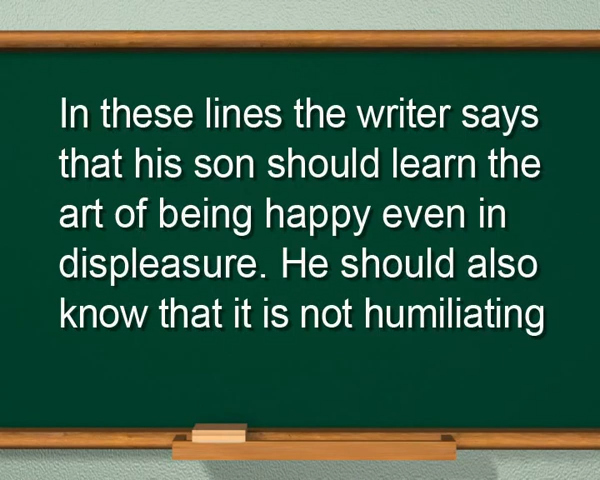 In these lines the writer says
that his son should learn the
art of being happy even in
displeasure. He should also
know that it is not humiliating